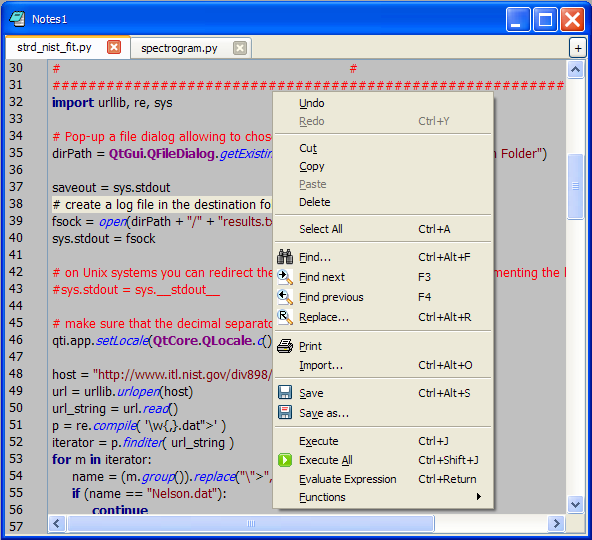 Notes1
strd_nist_fit.py spectrogram.py
30 # #
31 #########################################################
32 import urllib, re, sys
33
34 # Pop-up a file dialog allowing to chos
35 dirPath = QtGui.QFileDialog.getExistin n Folder")
36
37 saveout = sys.stdout
38 # create a log file in the destination fo
39 fsock = open(dirPath + "/" + "results.tx
40 sys.stdout = fsock
41
42 # on Unix systems you can redirect the menting the l
43 #sys.stdout = sys.__stdout__
44
45 # make sure that the decimal separato
46 qti.app.setLocale(QtCore.QLocale.c()
47
48 host = "http://www.itl.nist.gov/div898/
49 url = urllib.urlopen(host)
50 url_string = url.read()
51 p = re.compile( '\w{,}.dat">' )
52 iterator = p.finditer( url_string )
53 for m in iterator:
54 name = (m.group()).replace("\">",
55 if (name == "Nelson.dat"):
56 continue
57
Undo
Redo Ctrl+Y
Cut
Copy
Paste
Delete
Select All Ctrl+A
Find... Ctrl+Alt+F
Find next F3
Find previous F4
Replace... Ctrl+Alt+R
Print
Import... Ctrl+Alt+O
Save Ctrl+Alt+S
Save as...
Execute Ctrl+J
Execute All Ctrl+Shift+J
Evaluate Expression Ctrl+Return
Functions